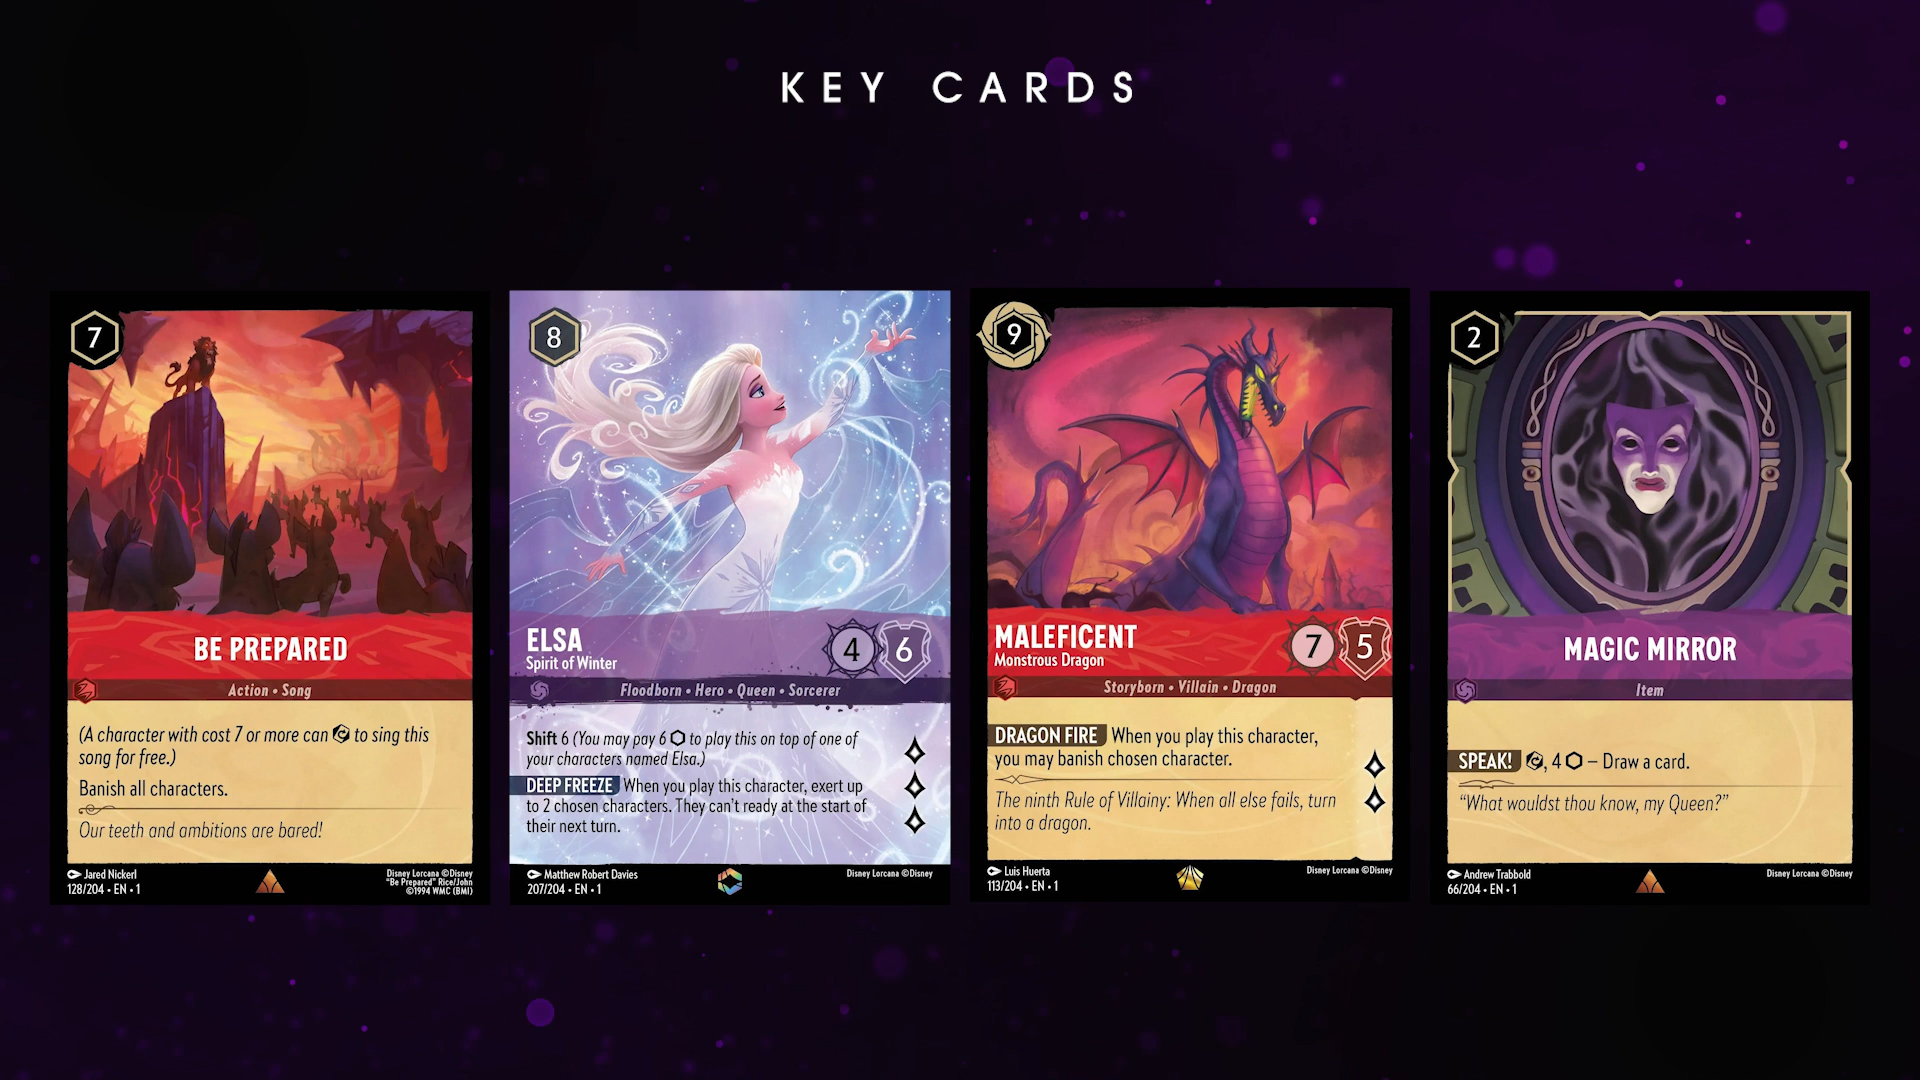 KEY CARDS
7
BE PREPARED
Action • Song
(A character with cost 7 or more can to sing this
song for free.)
Banish all characters.
Our teeth and ambitions are bared!
Jared Nickerl
128/204 • EN • 1
Disney Lorcana ©Disney
"Be Prepared" Rice/John
©1994 WMC (BMI)
8
ELSA
Spirit of Winter
4 6
Floodborn • Hero • Queen • Sorcerer
Shift 6 (You may pay 6 to play this on top of one of
your characters named Elsa.)
DEEP FREEZE When you play this character, exert up
to 2 chosen characters. They can't ready at the start of
their next turn.
Matthew Robert Davies
207/204 • EN • 1
Disney Lorcana ©Disney
9
MALEFICENT
Monstrous Dragon
7 5
Storyborn • Villain • Dragon
DRAGON FIRE When you play this character,
you may banish chosen character.
The ninth Rule of Villainy: When all else fails, turn
into a dragon.
Luis Huerta
113/204 • EN • 1
Disney Lorcana ©Disney
2
MAGIC MIRROR
Item
SPEAK! , 4 – Draw a card.
"What wouldst thou know, my Queen?"
Andrew Trabbold
66/204 • EN • 1
Disney Lorcana ©Disney